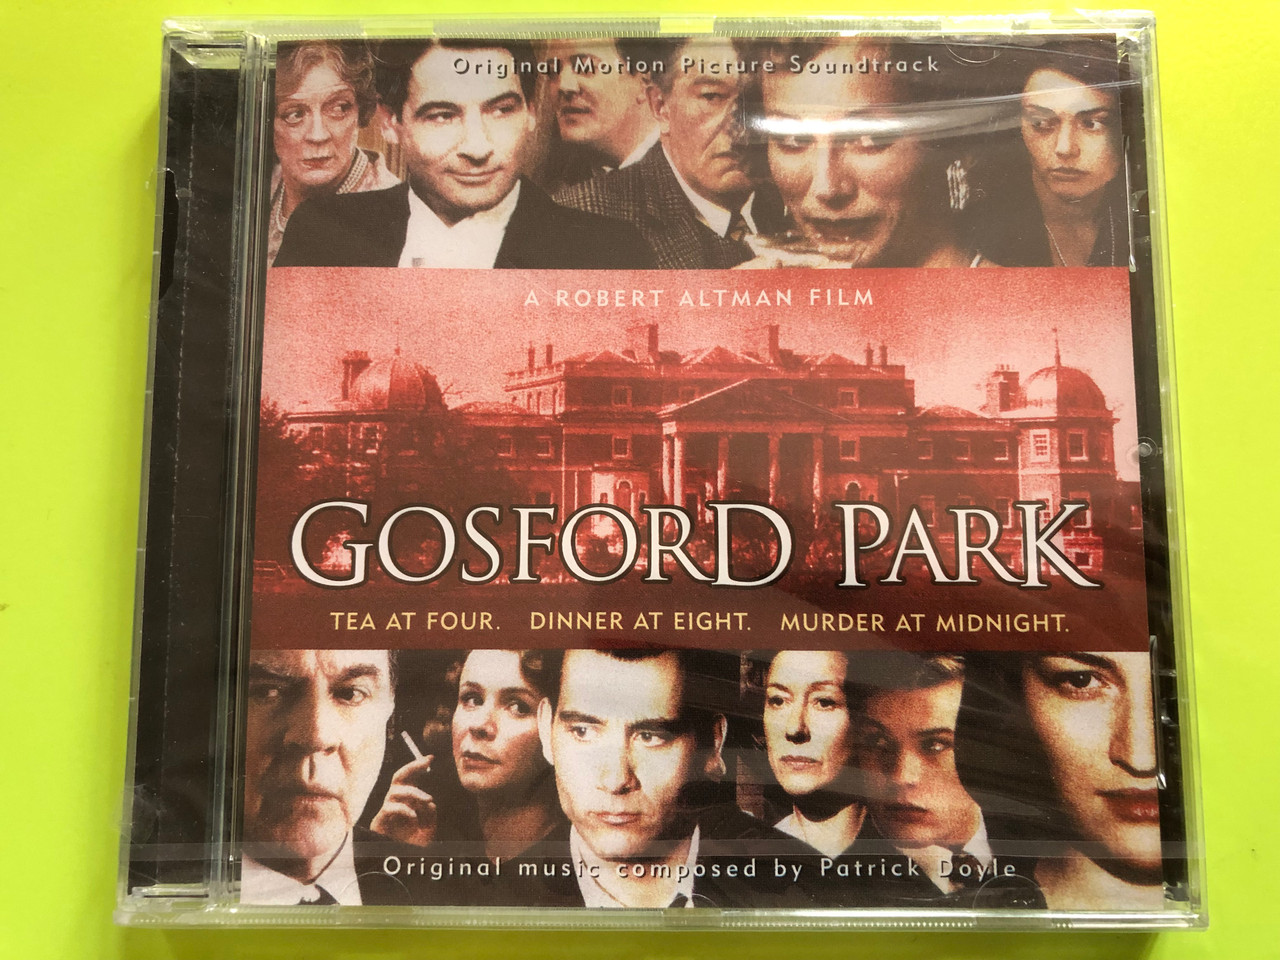 Original Motion Picture Soundtrack
A ROBERT ALTMAN FILM
GOSFORD PARK
TEA AT FOUR. DINNER AT EIGHT. MURDER AT MIDNIGHT.
Original music composed by Patrick Doyle